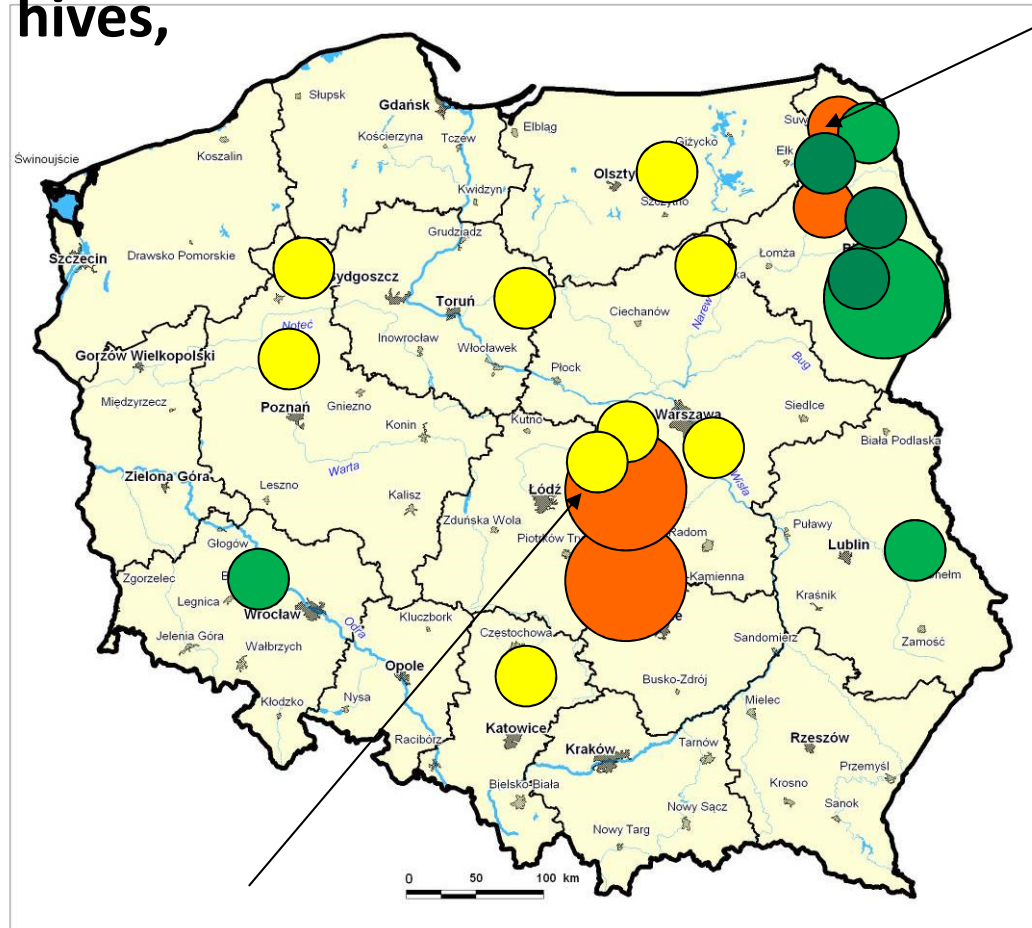 hives,
Słupsk
Gdańsk
Elbląg
Kościerzyna
Tczew
Koszalin
Świnoujście
Suw
Giżycko
Ełk
Olszty
Szczytno
Kwidzyn
Grudziądz
Szczecin
Drawsko Pomorskie
ydgoszcz
Łomża
ka
Toruń
Noteć
Ciechanów
Narew
Inowrocław
Włocławek
Gorzów Wielkopolski
Płock
Bug
Międzyrzecz
Poznań
Gniezno
Konin
Kutno
Warszawa
Siedlce
Biała Podlaska
Warta
Zielona Góra
Leszno
Kalisz
Łódź
Wisła
Zduńska Wola
Piotrków Try
Radom
Puławy
Lublin
Głogów
Zgorzelec
Legnica
Wrocław
Kluczbork
-Kamienna
Kraśnik
hełm
Odra
Częstochowa
e
Sandomierz
Zamość
Jelenia Góra
Wałbrzych
Opole
Busko-Zdrój
Kłodzko
Nysa
Mielec
Katowice
Racibórz
Kraków
Tarnów
Rzeszów
Przemyśl
Bielsko-Biała
Krosno
Sanok
Nowy Sącz
Nowy Targ
0 50 100 km